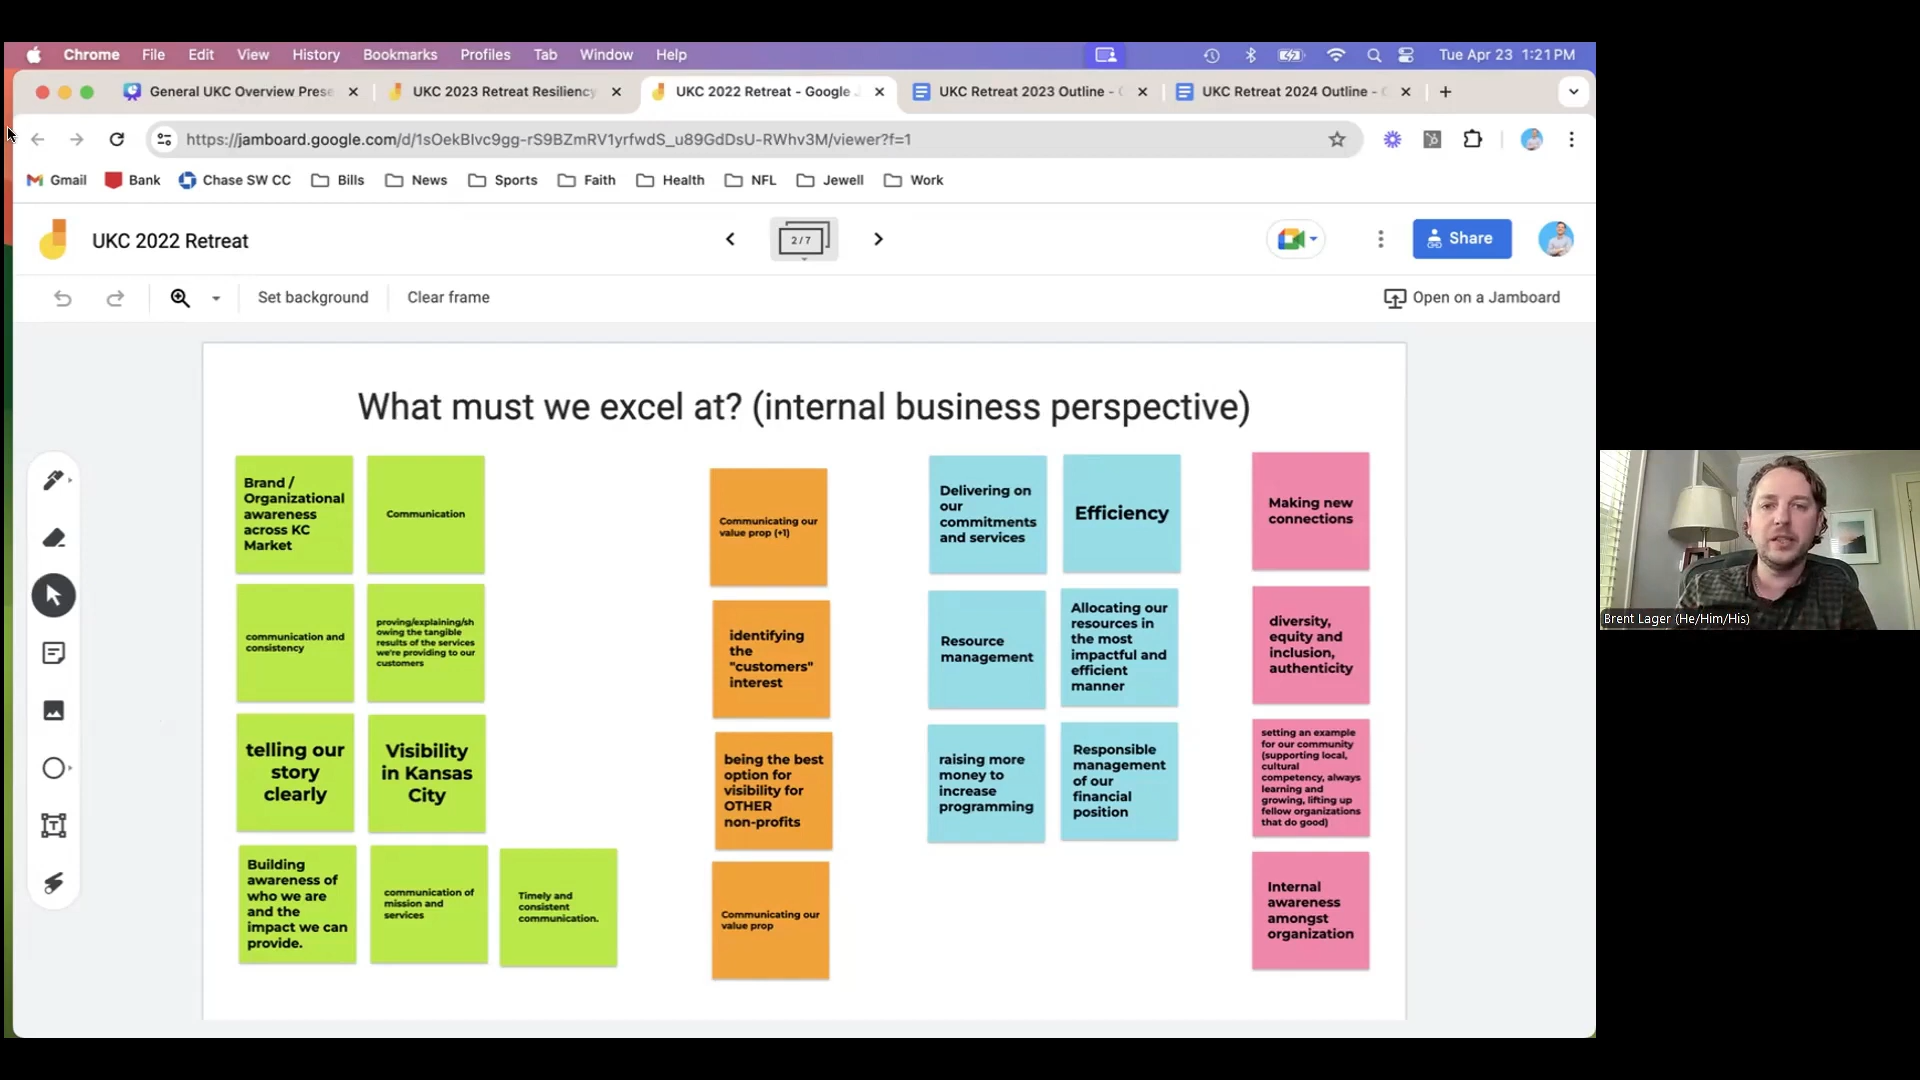 Chrome File Edit View History Bookmarks Profiles Tab Window Help Tue Apr 23 1:21 PM
General UKC Overview Prese UKC 2023 Retreat Resiliency UKC 2022 Retreat - Google J UKC Retreat 2023 Outline - G UKC Retreat 2024 Outline - G
https://jamboard.google.com/d/1sOekBlvc9gg-rS9BZmRV1yrfwdS_u89GdDsU-RWhv3M/viewer?f=1
Gmail Bank Chase SW CC Bills News Sports Faith Health NFL Jewell Work
UKC 2022 Retreat
2/7
Share
Set background Clear frame
Open on a Jamboard
What must we excel at? (internal business perspective)
Brand /
Organizational
awareness
across KC
Market
Communication
communication and
consistency
proving/explaining/sh
owing the tangible
results of the services
we're providing to our
customers
telling our
story
clearly
Visibility
in Kansas
City
Building
awareness of
who we are
and the
impact we can
provide.
communication of
mission and
services
Timely and
consistent
communication.
Communicating our
value prop (+1)
identifying
the
"customers"
interest
being the best
option for
visibility for
OTHER
non-profits
Communicating our
value prop
Delivering on
our
commitments
and services
Efficiency
Resource
management
Allocating our
resources in
the most
impactful and
efficient
manner
raising more
money to
increase
programming
Responsible
management
of our
financial
position
Making new
connections
diversity,
equity and
inclusion,
authenticity
setting an example
for our community
(supporting local,
cultural
competency, always
learning and
growing, lifting up
fellow organizations
that do good)
Internal
awareness
amongst
organization
Brent Lager (He/Him/His)